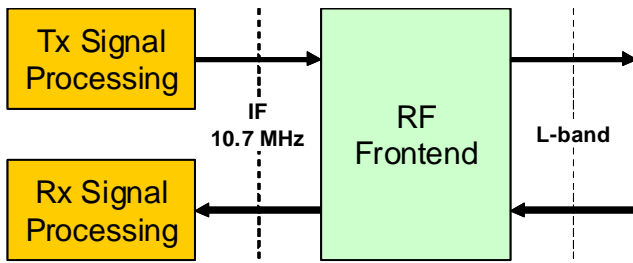 Tx Signal
Processing
IF
10.7 MHz
RF
Frontend
L-band
Rx Signal
Processing